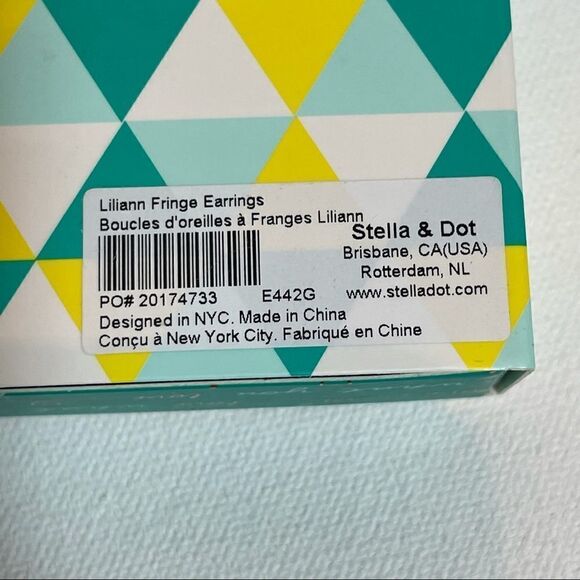 Liliann Fringe Earrings
Boucles d'oreilles à Franges Liliann
Stella & Dot
Brisbane, CA(USA)
Rotterdam, NL
www.stelladot.com
PO# 20174733 E442G
Designed in NYC. Made in China
Conçu à New York City. Fabriqué en Chine